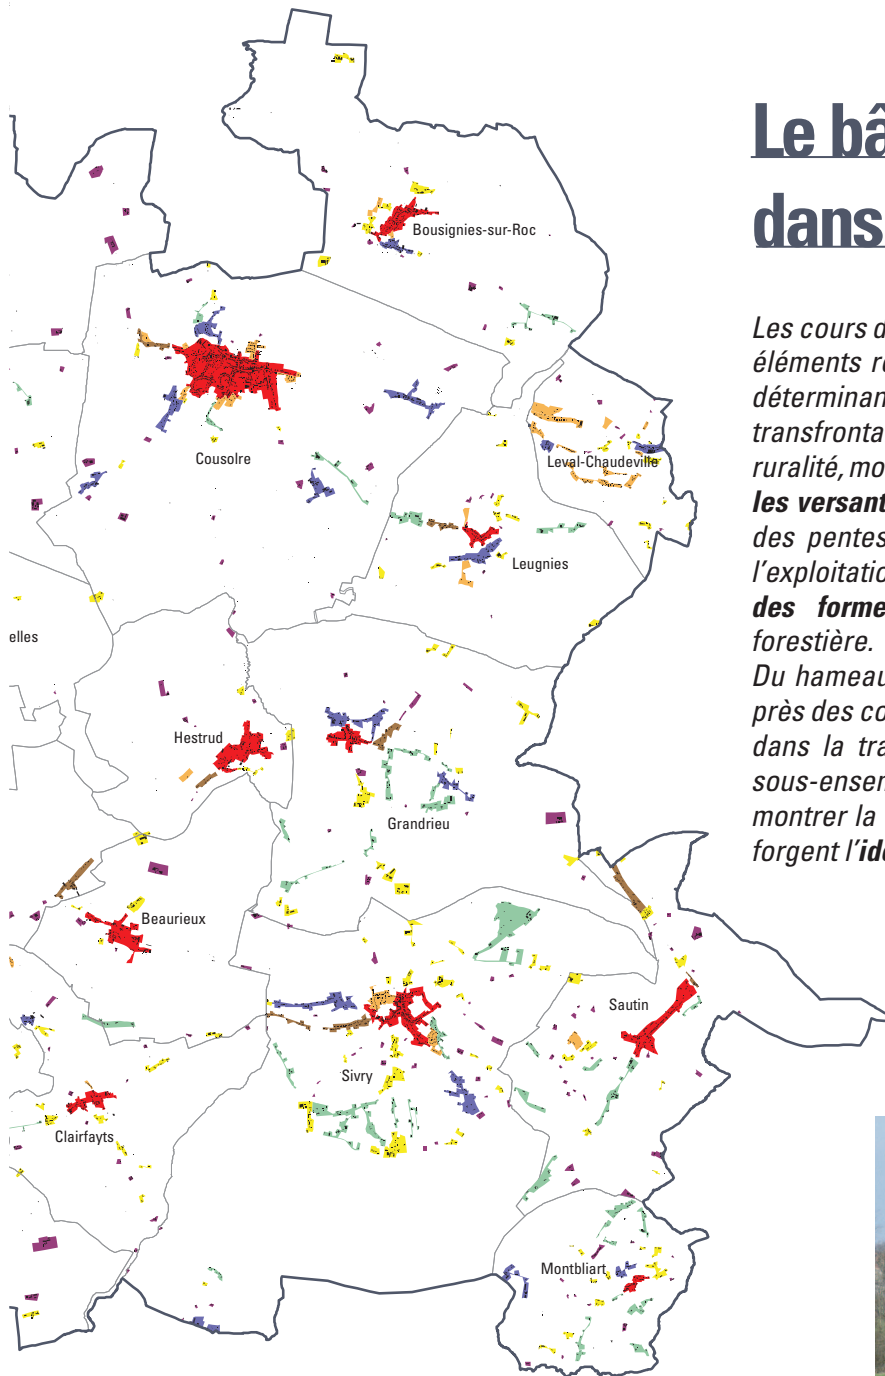 Le bâ
dans
Les cours d
éléments re
déterminan
transfronta
ruralité, mo
les versant
des pentes
l'exploitatio
des forme
forestière.
Du hameau
près des co
dans la tra
sous-ensem
montrer la
forgent l'ide
Bousignies-sur-Roc
Cousolre
Leval-Chaudeville
Leugnies
elles
Hestrud
Grandrieu
Beaurieux
Sautin
Sivry
Clairfayts
Montbliart